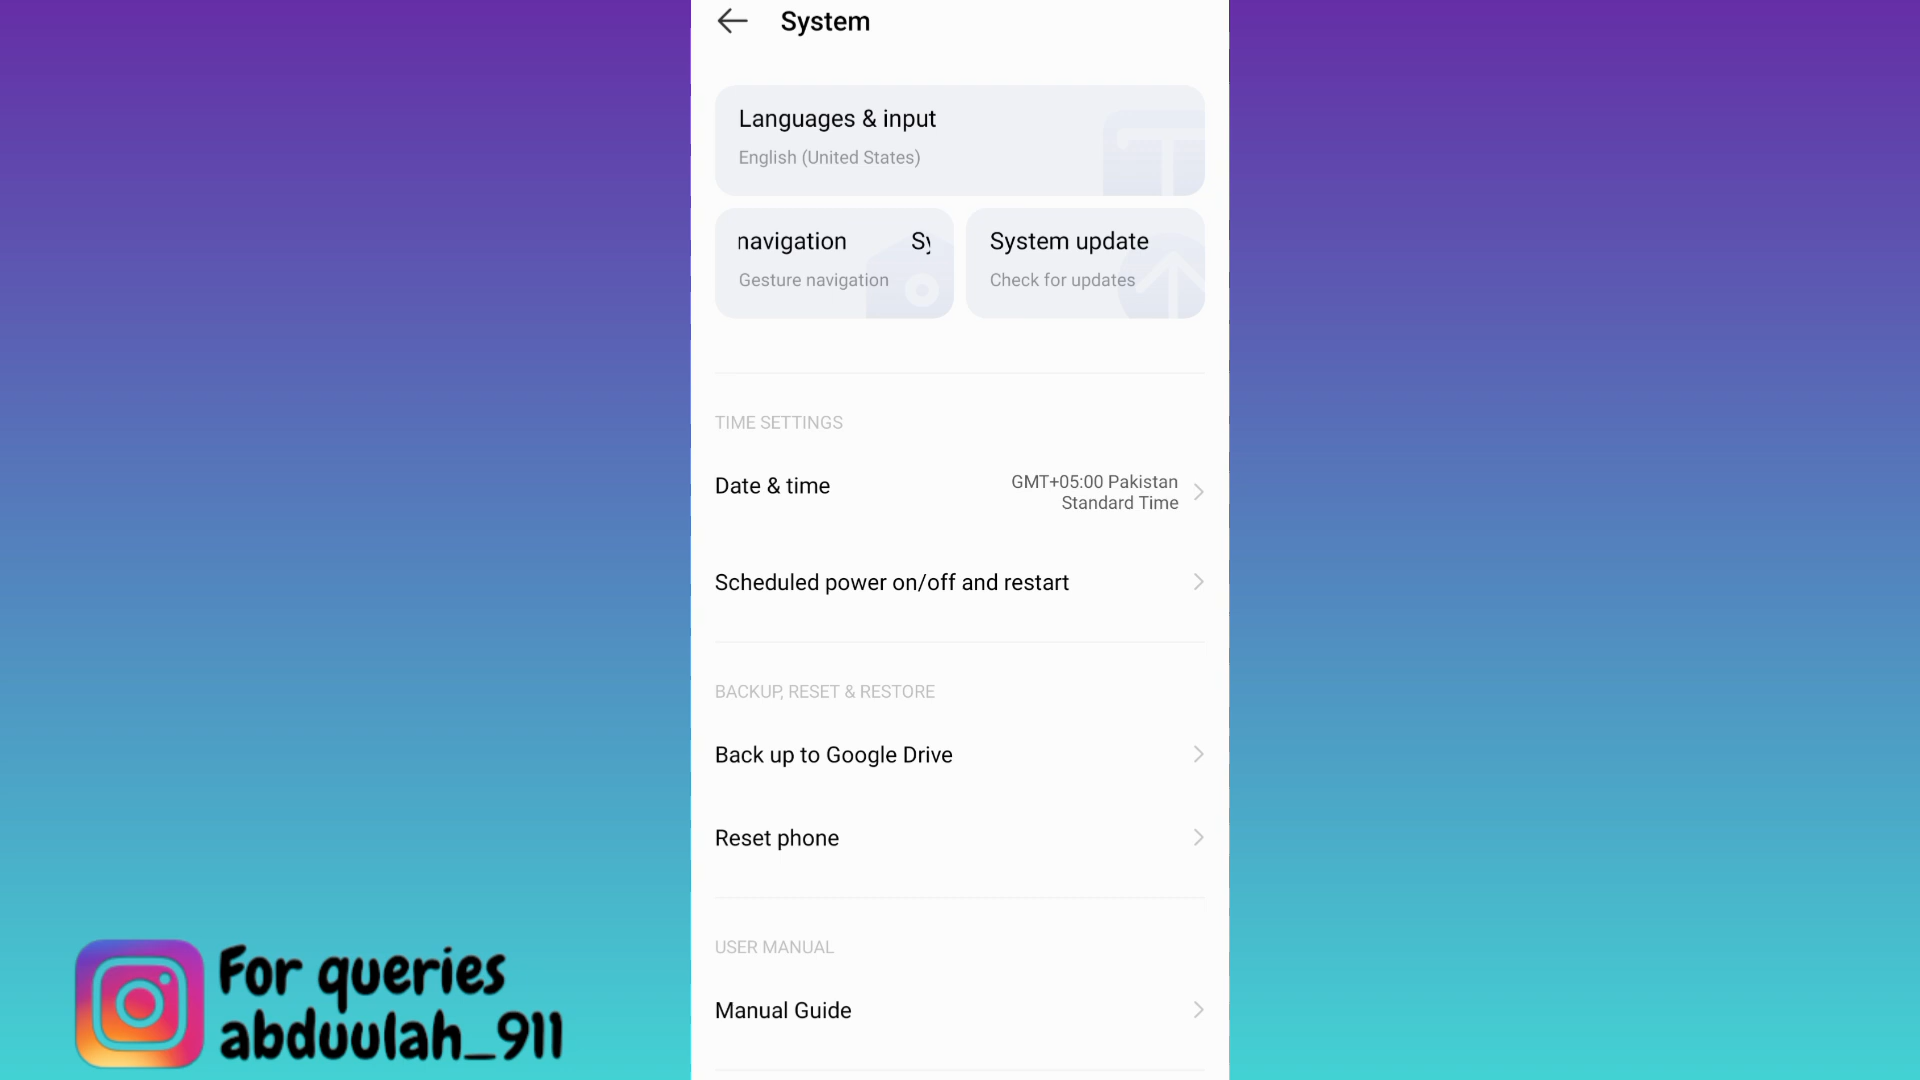 System
Languages & input
English (United States)
navigation Sy
Gesture navigation
System update
Check for updates
TIME SETTINGS
Date & time
GMT+05:00 Pakistan
Standard Time
Scheduled power on/off and restart
BACKUP, RESET & RESTORE
Back up to Google Drive
Reset phone
USER MANUAL
Manual Guide
For queries
abduulah_911